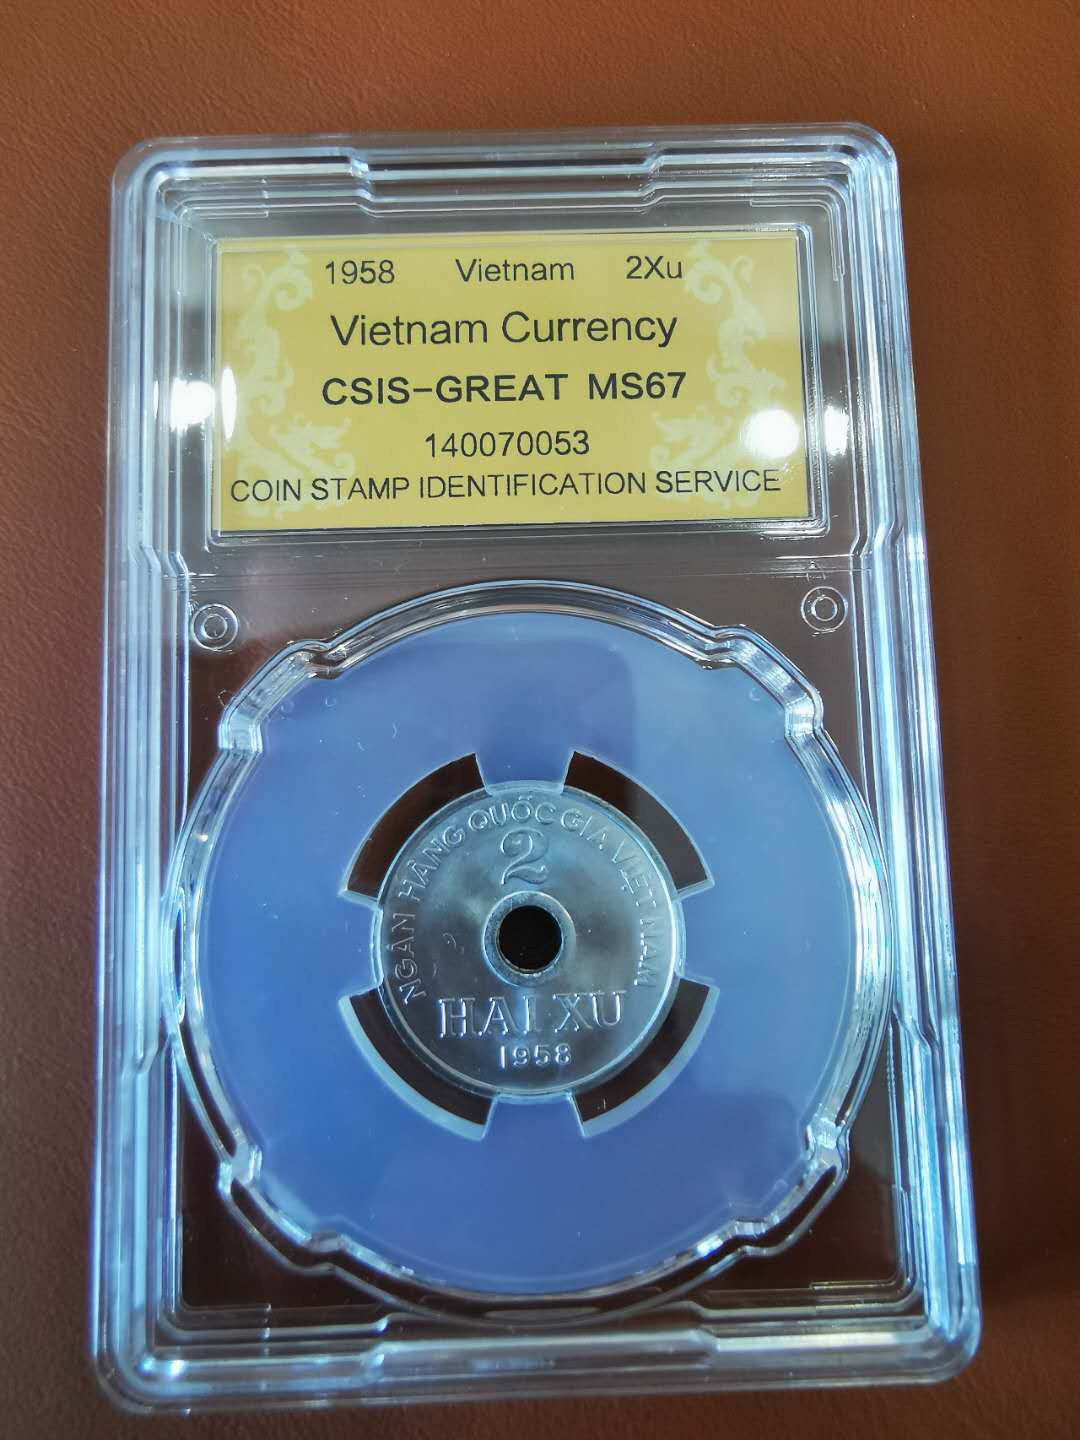 1958 Vietnam 2Xu
Vietnam Currency
CSIS-GREAT MS67
140070053
COIN STAMP IDENTIFICATION SERVICE
NGÂN HÀNG QUỐC GIA VIỆT NAM
2
HAI XU
1958